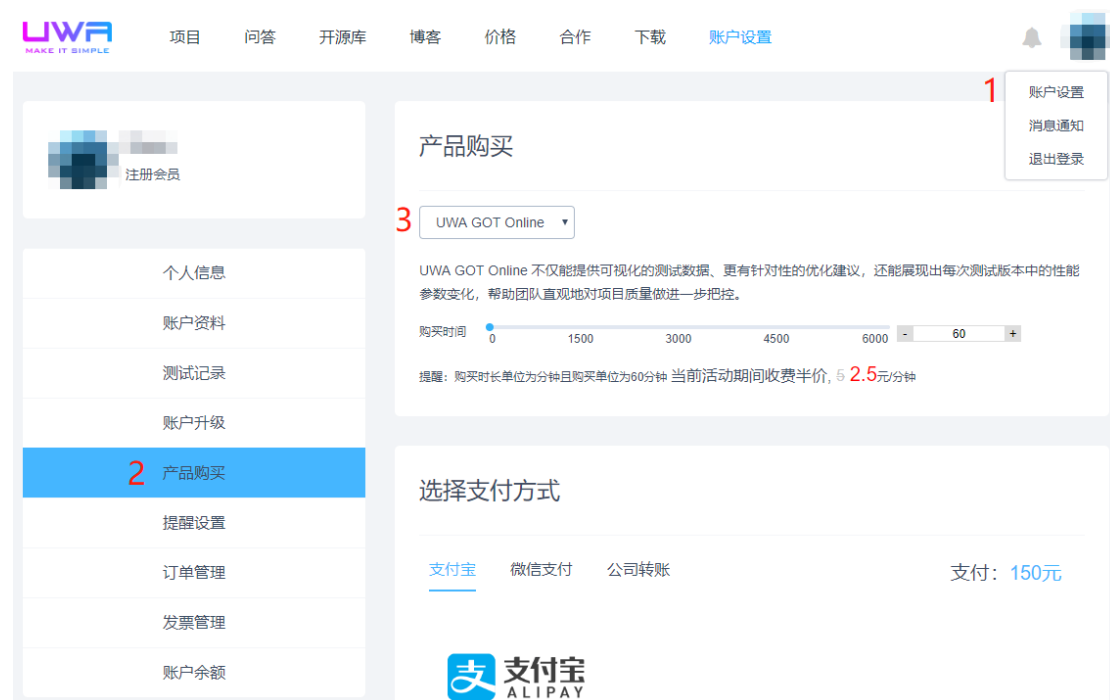 UWA
MAKE IT SIMPLE
项目 问答 开源库 博客 价格 合作 下载 账户设置
1
账户设置
消息通知
退出登录
注册会员
个人信息
账户资料
测试记录
账户升级
2 产品购买
提醒设置
订单管理
发票管理
账户余额
产品购买
3 UWA GOT Online ▾
UWA GOT Online 不仅能提供可视化的测试数据、更有针对性的优化建议，还能展现出每次测试版本中的性能
参数变化，帮助团队直观地对项目质量做进一步把控。
购买时间 0 1500 3000 4500 6000 - 60 +
提醒：购买时长单位为分钟且购买单位为60分钟 当前活动期间收费半价, 5 2.5元/分钟
选择支付方式
支付宝 微信支付 公司转账 支付：150元
支 支付宝
ALIPAY